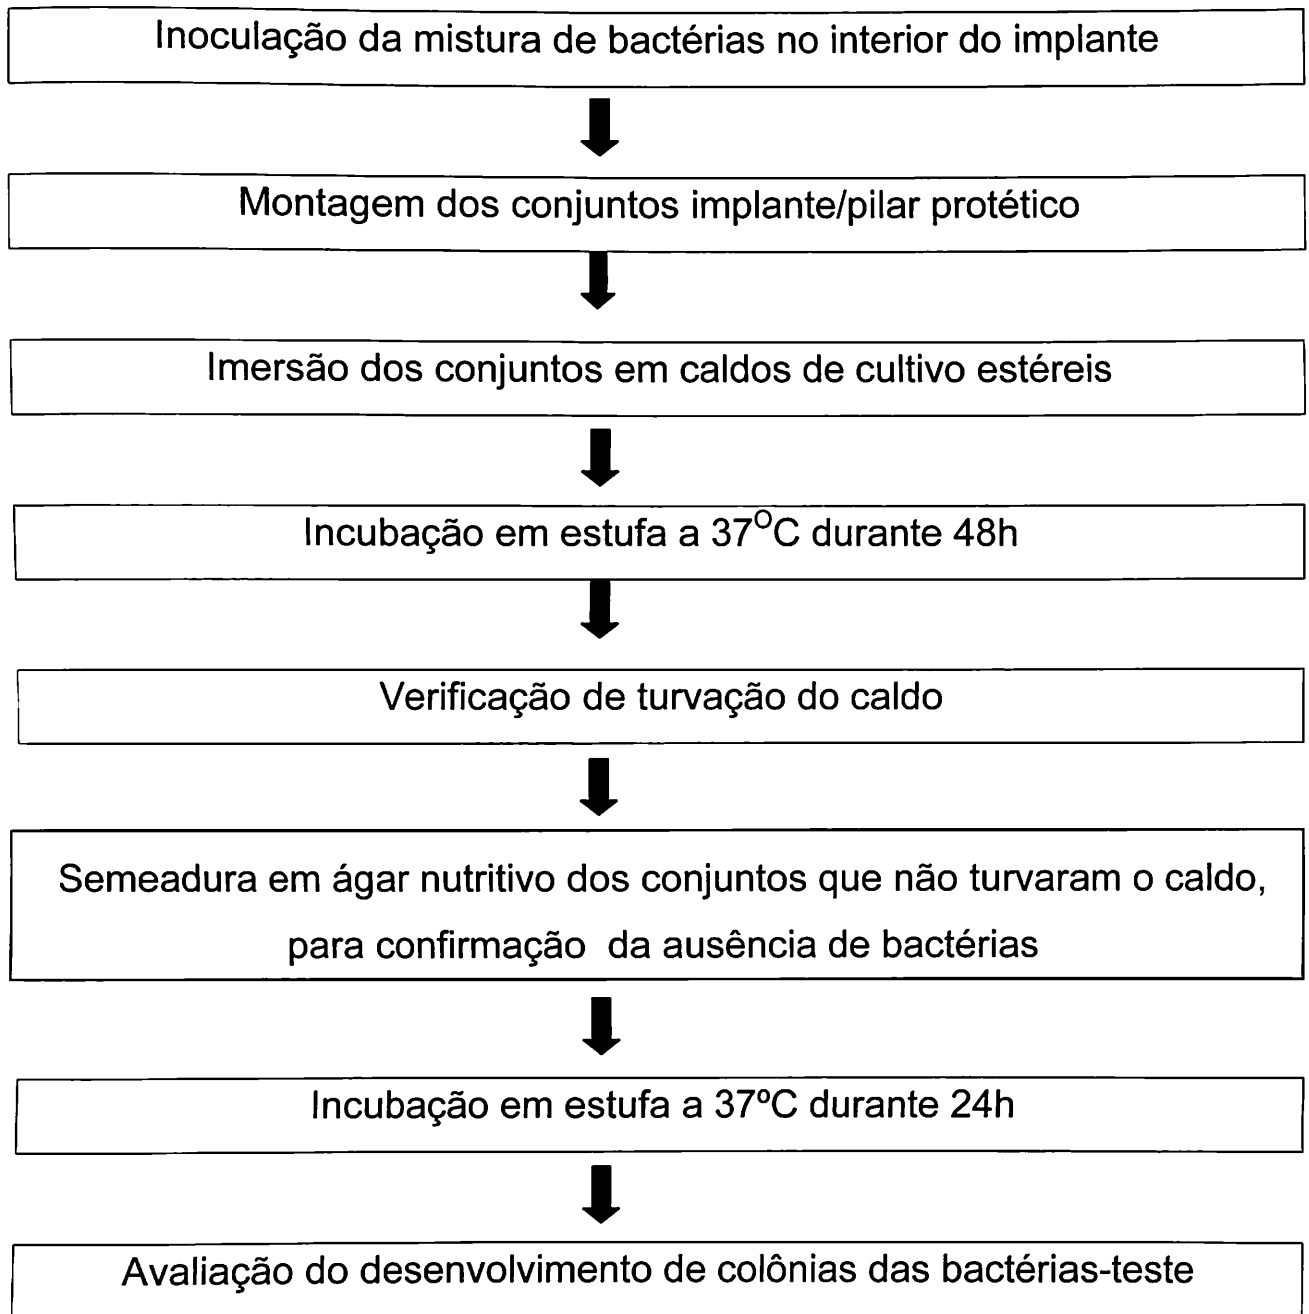 Inoculação da mistura de bactérias no interior do implante
Montagem dos conjuntos implante/pilar protético
Imersão dos conjuntos em caldos de cultivo estéreis
Incubação em estufa a 37ºC durante 48h
Verificação de turvação do caldo
Semeadura em ágar nutritivo dos conjuntos que não turvaram o caldo,
para confirmação da ausência de bactérias
Incubação em estufa a 37ºC durante 24h
Avaliação do desenvolvimento de colônias das bactérias-teste